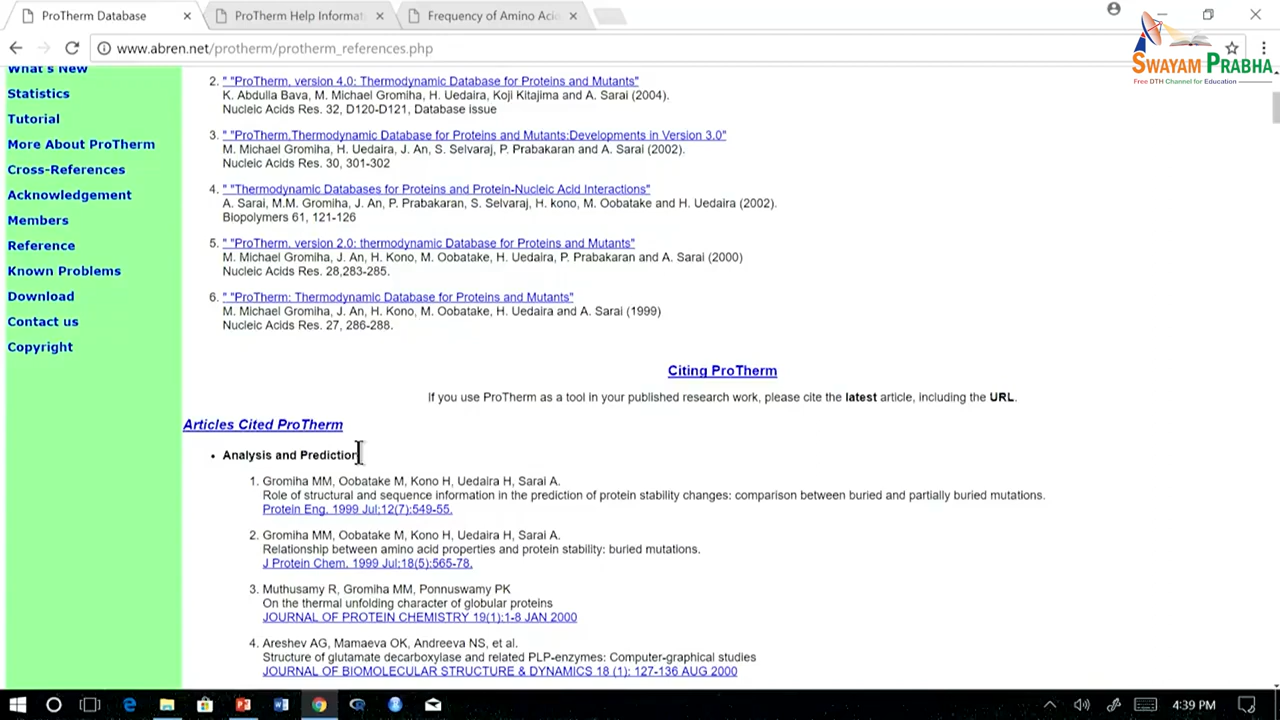 ProTherm Database
ProTherm Help Informat
Frequency of Amino Acid
www.abren.net/protherm/protherm_references.php
SWAYAM PRABHA
Free DTH Channel for Education
What's New
Statistics
Tutorial
More About ProTherm
Cross-References
Acknowledgement
Members
Reference
Known Problems
Download
Contact us
Copyright
2. " "ProTherm, version 4.0: Thermodynamic Database for Proteins and Mutants"
K. Abdulla Bava, M. Michael Gromiha, H. Uedaira, Koji Kitajima and A. Sarai (2004).
Nucleic Acids Res. 32, D120-D121, Database issue
3. " "ProTherm,Thermodynamic Database for Proteins and Mutants:Developments in Version 3.0"
M. Michael Gromiha, H. Uedaira, J. An, S. Selvaraj, P. Prabakaran and A. Sarai (2002).
Nucleic Acids Res. 30, 301-302
4. " "Thermodynamic Databases for Proteins and Protein-Nucleic Acid Interactions"
A. Sarai, M.M. Gromiha, J. An, P. Prabakaran, S. Selvaraj, H. kono, M. Oobatake and H. Uedaira (2002).
Biopolymers 61, 121-126
5. " "ProTherm, version 2.0: thermodynamic Database for Proteins and Mutants"
M. Michael Gromiha, J. An, H. Kono, M. Oobatake, H. Uedaira, P. Prabakaran and A. Sarai (2000)
Nucleic Acids Res. 28,283-285.
6. " "ProTherm: Thermodynamic Database for Proteins and Mutants"
M. Michael Gromiha, J. An, H. Kono, M. Oobatake, H. Uedaira and A. Sarai (1999)
Nucleic Acids Res. 27, 286-288.
Citing ProTherm
If you use ProTherm as a tool in your published research work, please cite the latest article, including the URL.
Articles Cited ProTherm
• Analysis and Prediction
1. Gromiha MM, Oobatake M, Kono H, Uedaira H, Sarai A.
Role of structural and sequence information in the prediction of protein stability changes: comparison between buried and partially buried mutations.
Protein Eng. 1999 Jul;12(7):549-55.
2. Gromiha MM, Oobatake M, Kono H, Uedaira H, Sarai A.
Relationship between amino acid properties and protein stability: buried mutations.
J Protein Chem. 1999 Jul;18(5):565-78.
3. Muthusamy R, Gromiha MM, Ponnuswamy PK
On the thermal unfolding character of globular proteins
JOURNAL OF PROTEIN CHEMISTRY 19(1):1-8 JAN 2000
4. Areshev AG, Mamaeva OK, Andreeva NS, et al.
Structure of glutamate decarboxylase and related PLP-enzymes: Computer-graphical studies
JOURNAL OF BIOMOLECULAR STRUCTURE & DYNAMICS 18 (1): 127-136 AUG 2000
4:39 PM